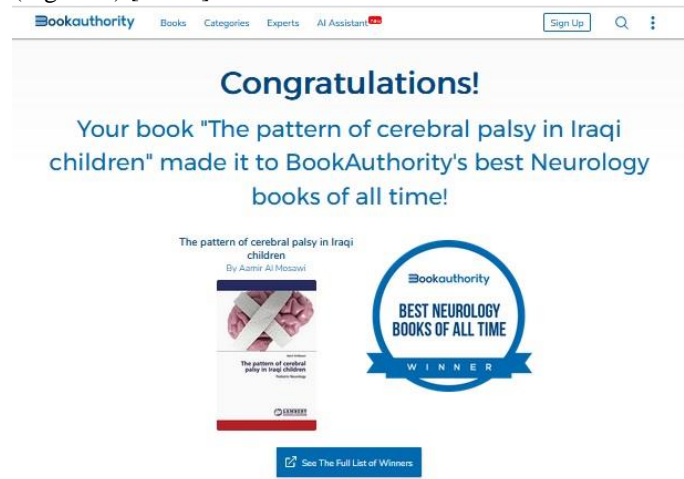 Bookauthority Books Categories Experts AI Assistant Sign Up
Congratulations!
Your book "The pattern of cerebral palsy in Iraqi
children" made it to BookAuthority's best Neurology
books of all time!
The pattern of cerebral palsy in Iraqi
children
By Aamir Al Mosawi
The pattern of cerebral
palsy in Iraqi children
Pediatric Neurology
LAMBERT
Bookauthority
BEST NEUROLOGY
BOOKS OF ALL TIME
WINNER
See The Full List of Winners